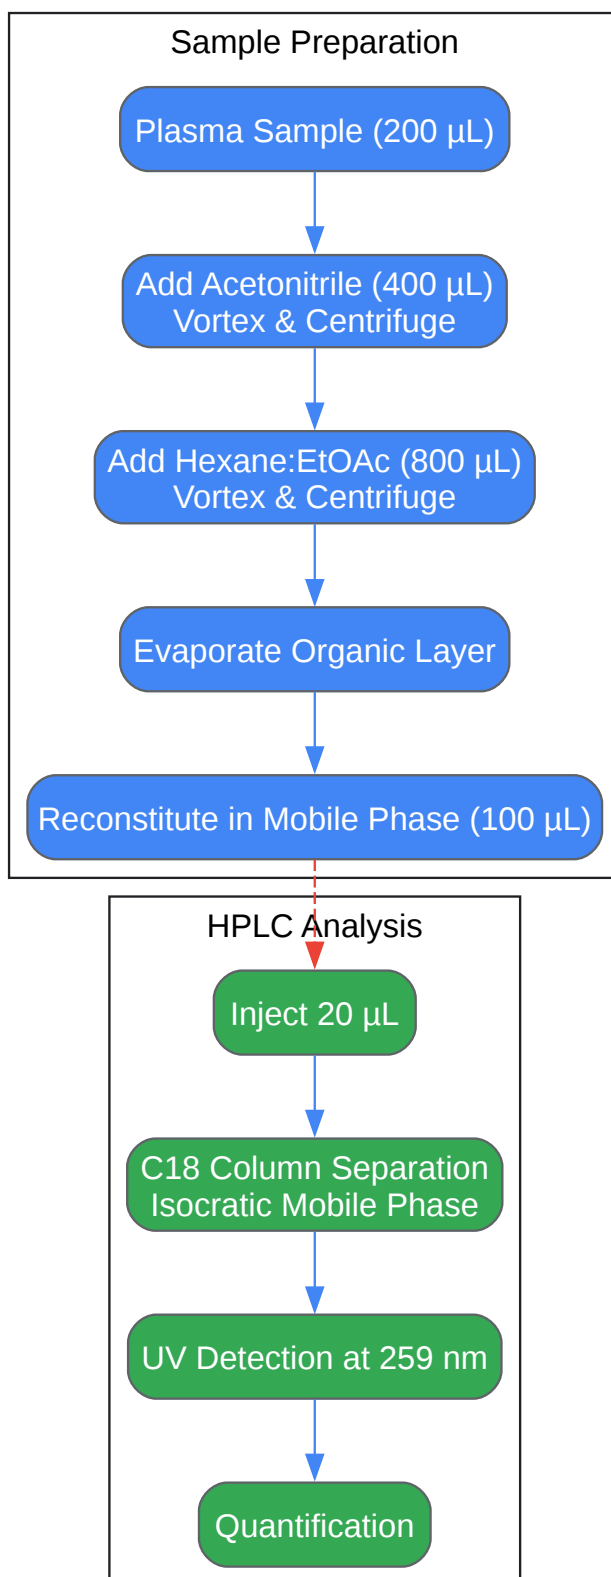 Sample Preparation
Plasma Sample (200 µL)
Add Acetonitrile (400 µL)
Vortex & Centrifuge
Add Hexane:EtOAc (800 µL)
Vortex & Centrifuge
Evaporate Organic Layer
Reconstitute in Mobile Phase (100 µL)
HPLC Analysis
Inject 20 µL
C18 Column Separation
Isocratic Mobile Phase
UV Detection at 259 nm
Quantification